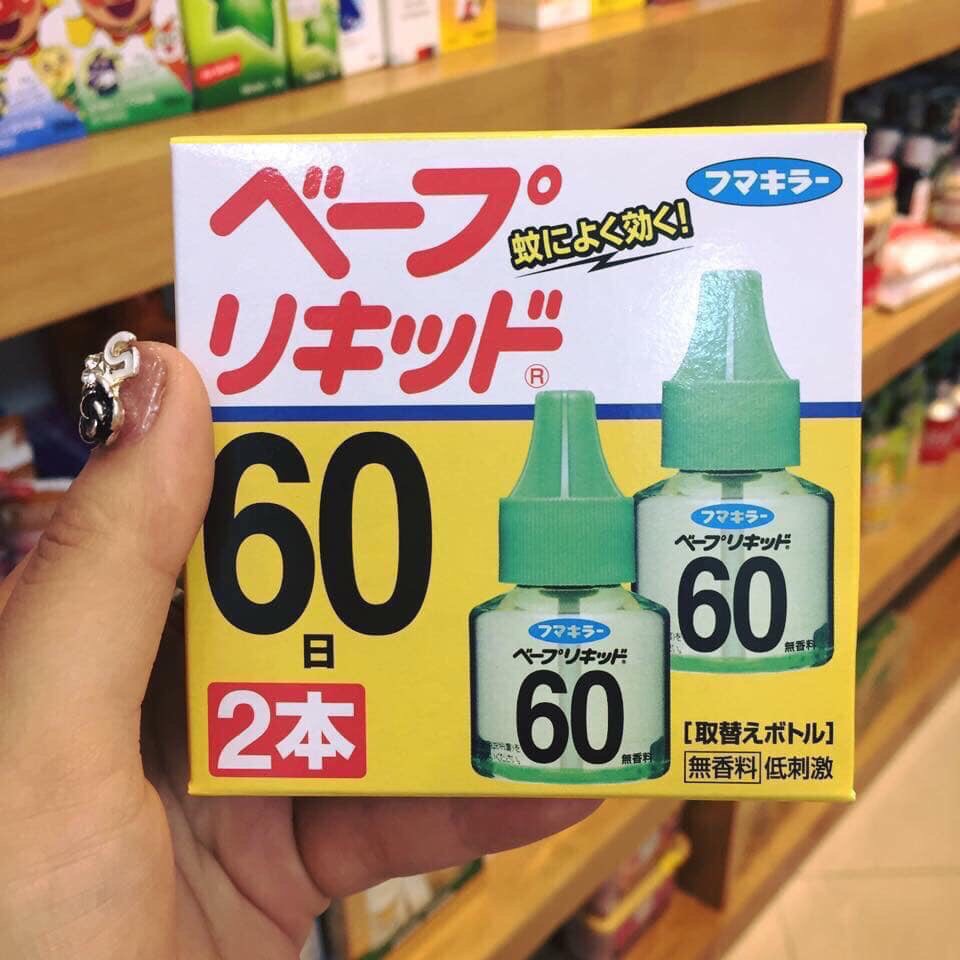 フマキラー
ベープ
蚊によく効く!
リキッド®
60
日
2本
フマキラー
ベープリキッド®
60
無香料
フマキラー
ベープリキッド®
60
無香料
[取替えボトル]
無香料 低刺激